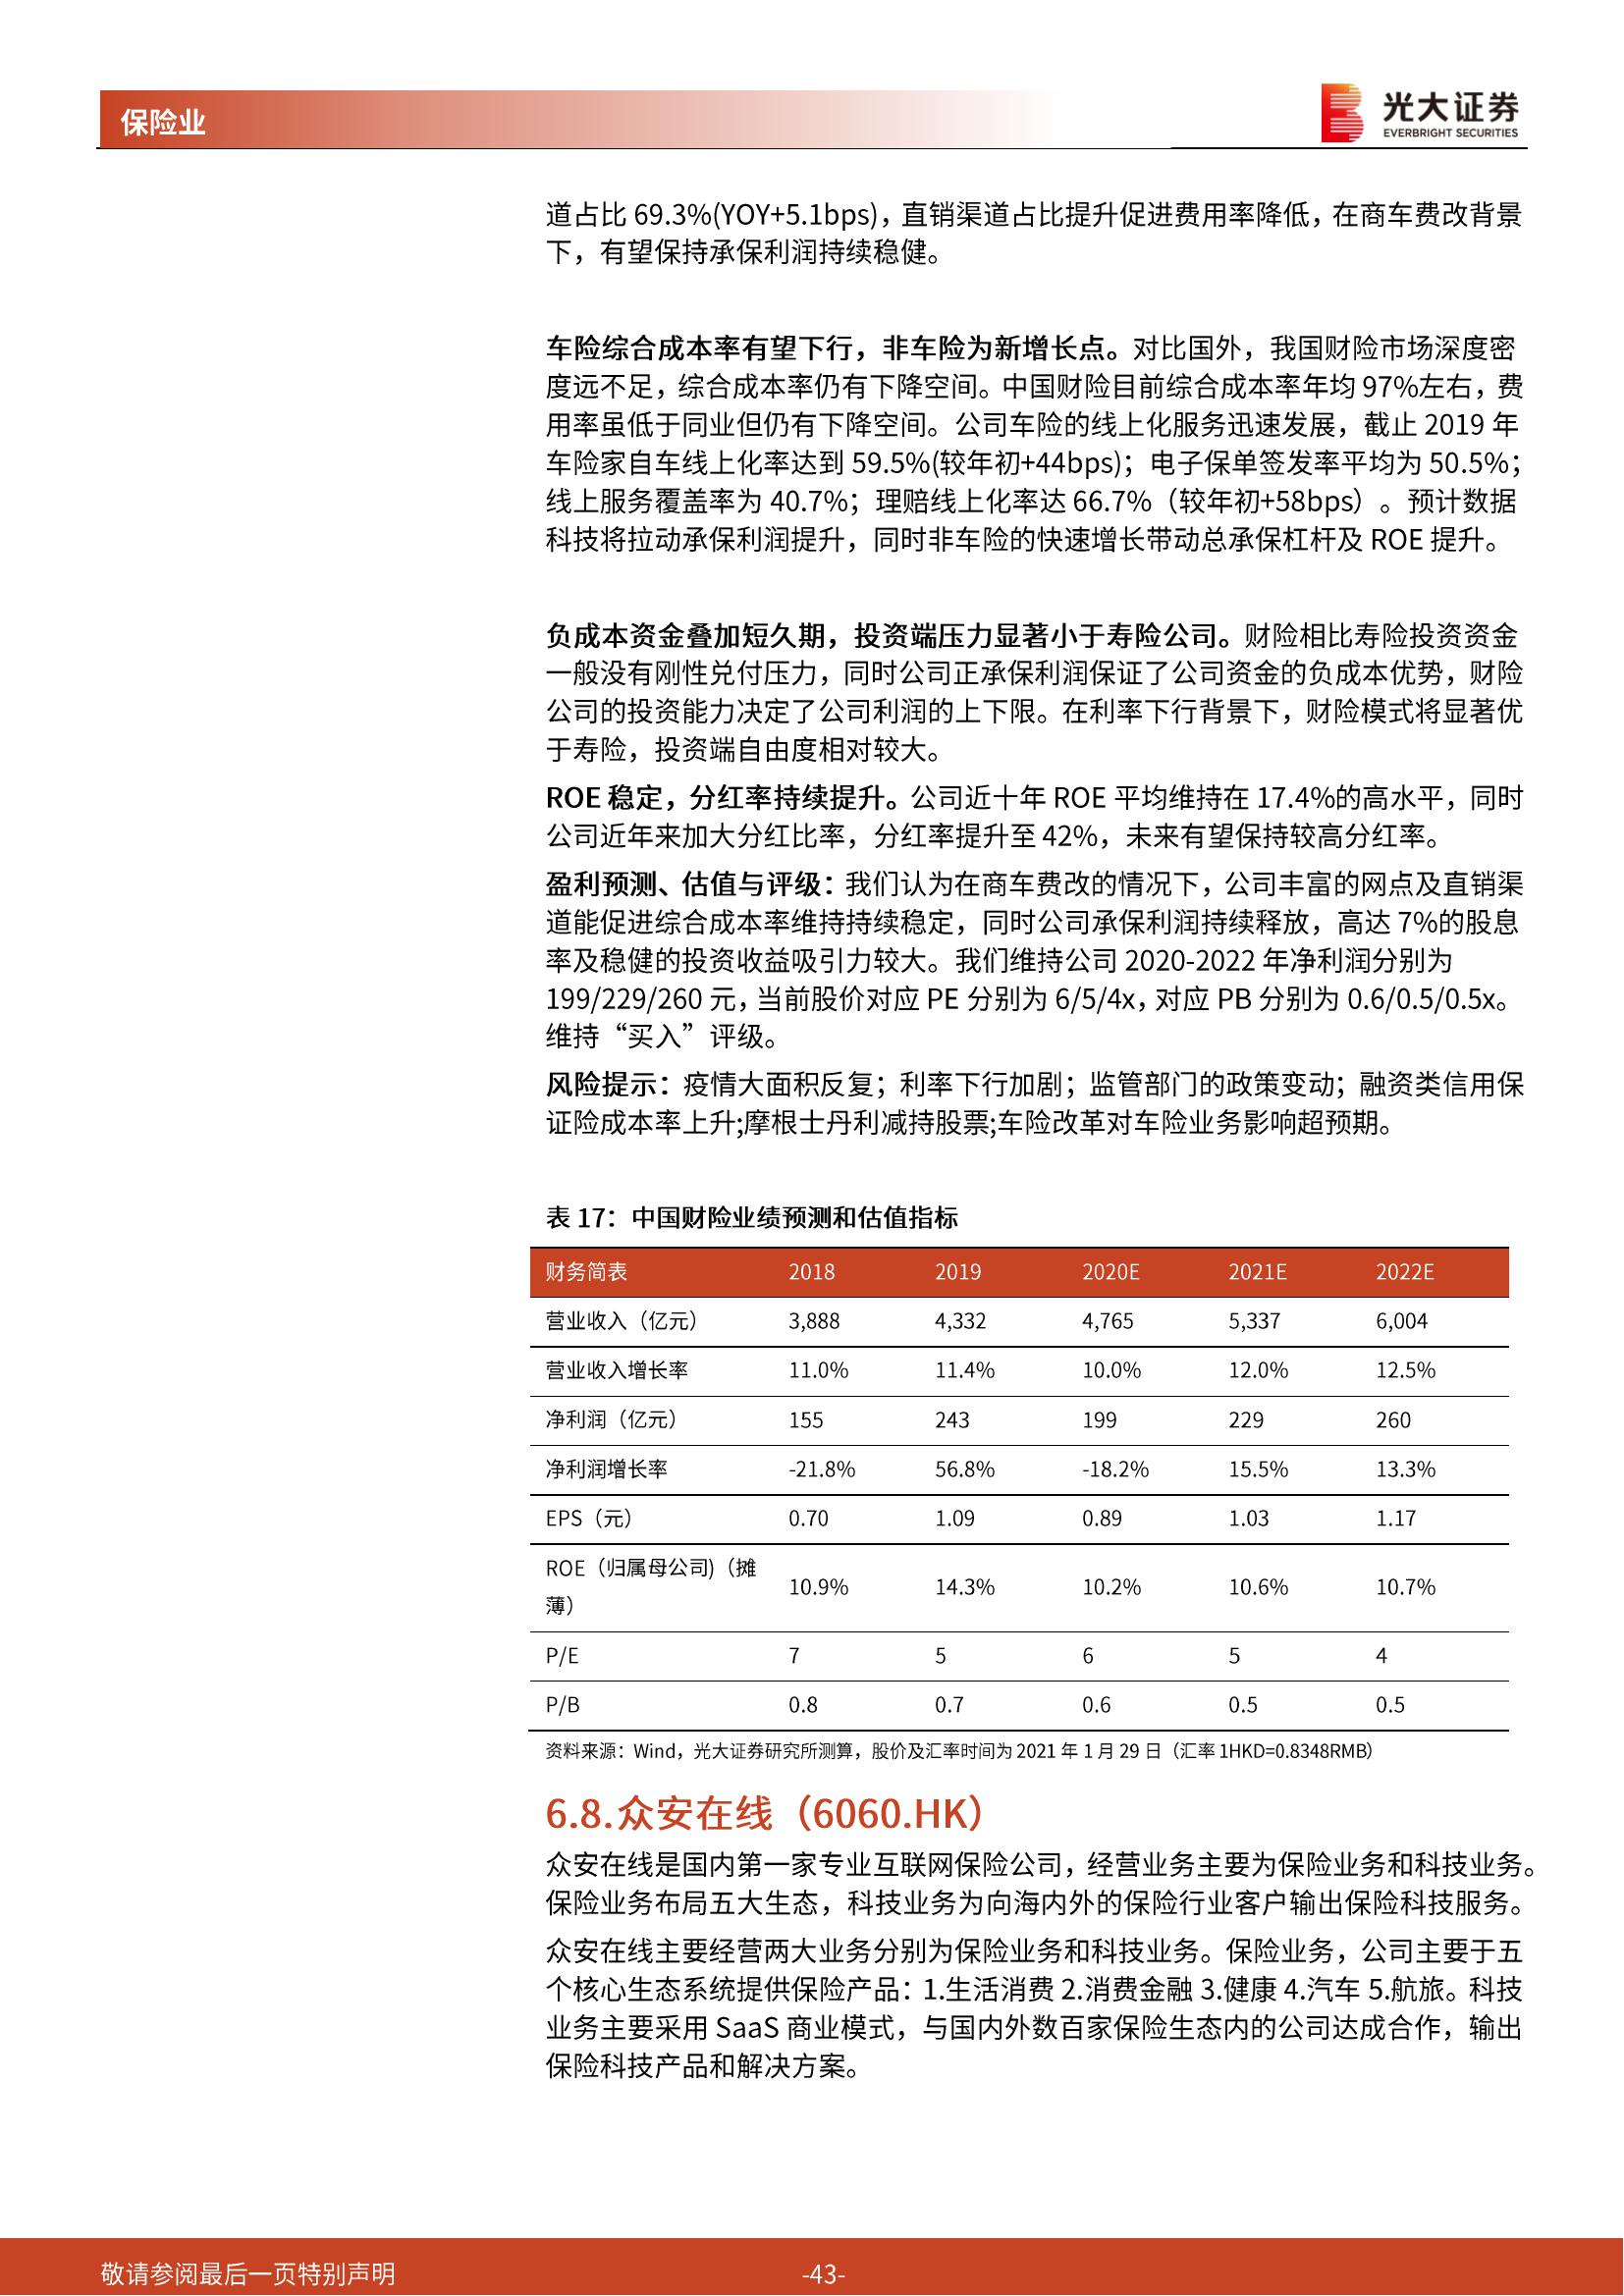 保险业
光大证券
EVERBRIGHT SECURITIES
道占比 69.3%(YOY+5.1bps)，直销渠道占比提升促进费用率降低，在商车费改背景
下，有望保持承保利润持续稳健。
车险综合成本率有望下行，非车险为新增长点。对比国外，我国财险市场深度密
度远不足，综合成本率仍有下降空间。中国财险目前综合成本率年均 97%左右，费
用率虽低于同业但仍有下降空间。公司车险的线上化服务迅速发展，截止 2019 年
车险家自车线上化率达到 59.5%(较年初+44bps)；电子保单签发率平均为 50.5%；
线上服务覆盖率为 40.7%；理赔线上化率达 66.7%（较年初+58bps）。预计数据
科技将拉动承保利润提升，同时非车险的快速增长带动总承保杠杆及 ROE 提升。
负成本资金叠加短久期，投资端压力显著小于寿险公司。财险相比寿险投资资金
一般没有刚性兑付压力，同时公司正承保利润保证了公司资金的负成本优势，财险
公司的投资能力决定了公司利润的上下限。在利率下行背景下，财险模式将显著优
于寿险，投资端自由度相对较大。
ROE 稳定，分红率持续提升。公司近十年 ROE 平均维持在 17.4%的高水平，同时
公司近年来加大分红比率，分红率提升至 42%，未来有望保持较高分红率。
盈利预测、估值与评级：我们认为在商车费改的情况下，公司丰富的网点及直销渠
道能促进综合成本率维持持续稳定，同时公司承保利润持续释放，高达 7%的股息
率及稳健的投资收益吸引力较大。我们维持公司 2020-2022 年净利润分别为
199/229/260 元，当前股价对应 PE 分别为 6/5/4x，对应 PB 分别为 0.6/0.5/0.5x。
维持“买入”评级。
风险提示：疫情大面积反复；利率下行加剧；监管部门的政策变动；融资类信用保
证险成本率上升;摩根士丹利减持股票;车险改革对车险业务影响超预期。
表 17：中国财险业绩预测和估值指标
财务简表 2018 2019 2020E 2021E 2022E
营业收入（亿元） 3,888 4,332 4,765 5,337 6,004
营业收入增长率 11.0% 11.4% 10.0% 12.0% 12.5%
净利润（亿元） 155 243 199 229 260
净利润增长率 -21.8% 56.8% -18.2% 15.5% 13.3%
EPS（元） 0.70 1.09 0.89 1.03 1.17
ROE（归属母公司)（摊
薄） 10.9% 14.3% 10.2% 10.6% 10.7%
P/E 7 5 6 5 4
P/B 0.8 0.7 0.6 0.5 0.5
资料来源：Wind，光大证券研究所测算，股价及汇率时间为 2021 年 1 月 29 日（汇率 1HKD=0.8348RMB）
6.8.众安在线（6060.HK）
众安在线是国内第一家专业互联网保险公司，经营业务主要为保险业务和科技业务。
保险业务布局五大生态，科技业务为向海内外的保险行业客户输出保险科技服务。
众安在线主要经营两大业务分别为保险业务和科技业务。保险业务，公司主要于五
个核心生态系统提供保险产品：1.生活消费 2.消费金融 3.健康 4.汽车 5.航旅。科技
业务主要采用 SaaS 商业模式，与国内外数百家保险生态内的公司达成合作，输出
保险科技产品和解决方案。
敬请参阅最后一页特别声明
-43-